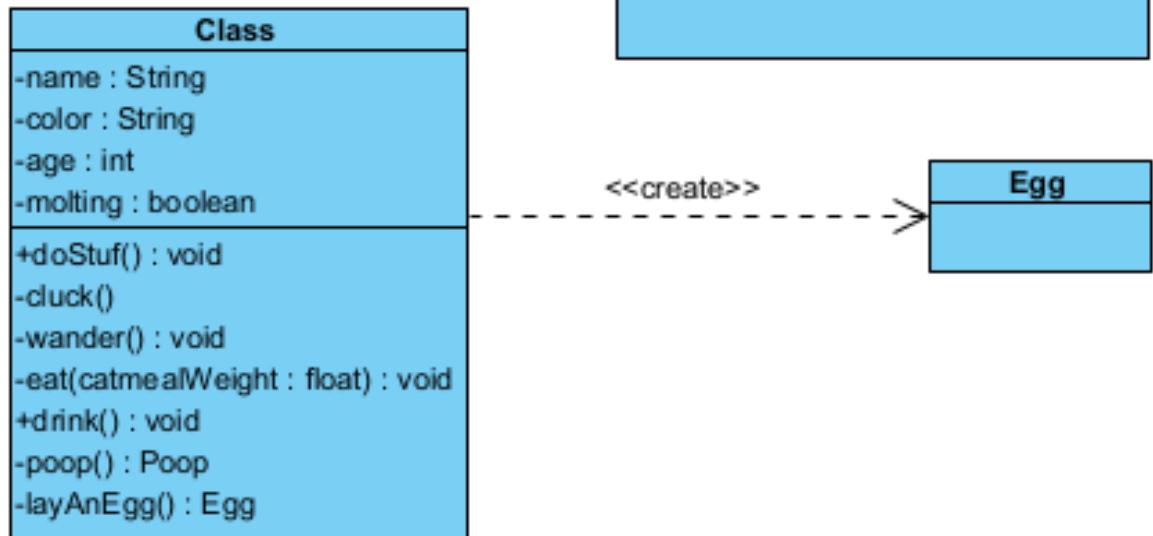 Class
-name : String
-color : String
-age : int
-molting : boolean
+doStuf() : void
-cluck()
-wander() : void
-eat(catmealWeight : float) : void
+drink() : void
-poop() : Poop
-layAnEgg() : Egg
<<create>>
Egg